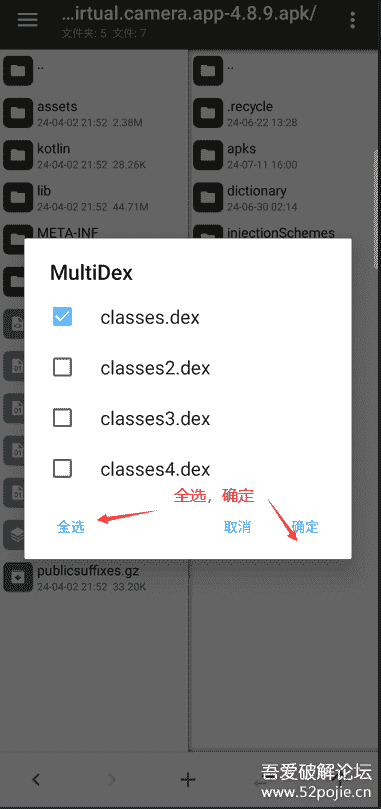 ...irtual.camera.app-4.8.9.apk/
文件夹: 5 文件: 7
..
assets
24-04-02 21:52 2.38M
kotlin
24-04-02 21:52 28.26K
lib
24-04-02 21:52 44.71M
META-INF
..
.recycle
24-06-22 13:28
apks
24-07-11 16:00
dictionary
24-06-30 02:14
injectionSchemes
MultiDex
classes.dex
classes2.dex
classes3.dex
classes4.dex
全选，确定
全选
取消
确定
publicsuffixes.gz
24-04-02 21:52 33.20K
吾爱破解论坛
www.52pojie.cn